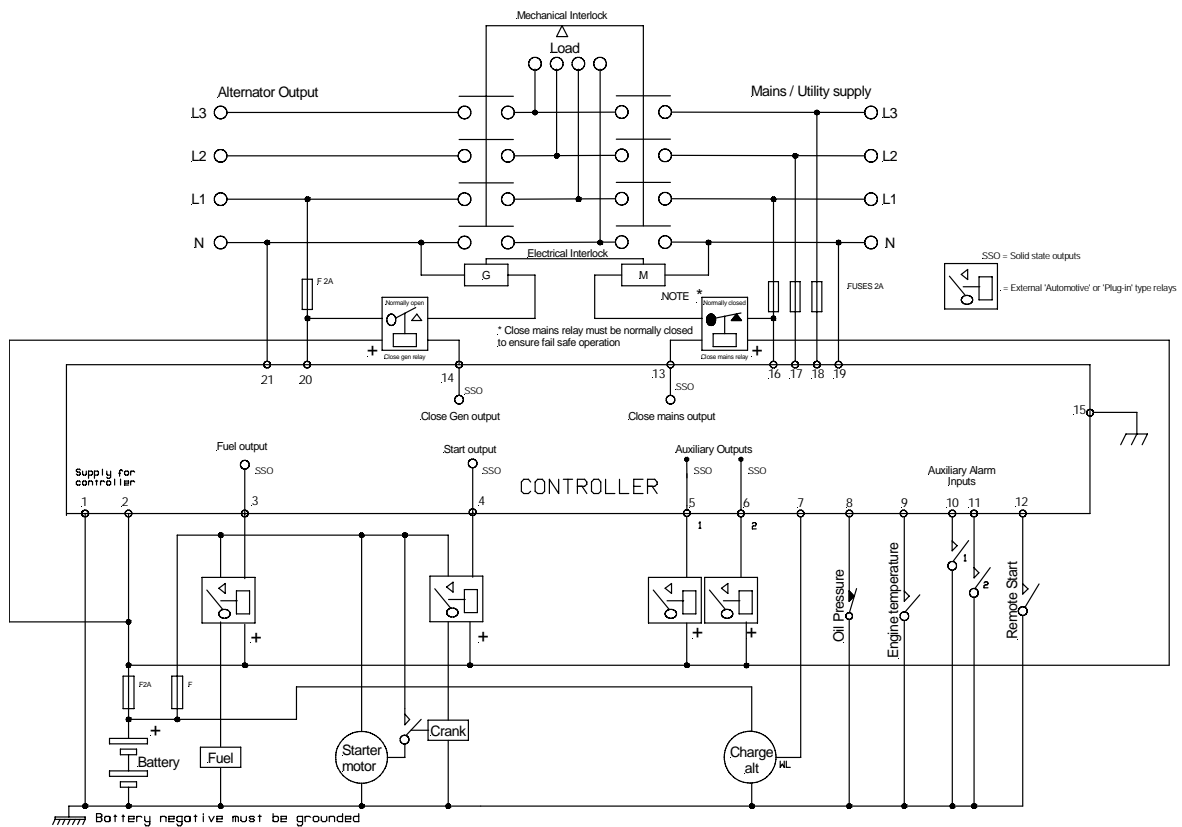 .Mechanical Interlock
Load
Alternator Output
.Mains / Utility supply
.L3
.L3
L2
.L2
L1
.L1
N
N
.Electrical Interlock
G
M
.SSO = Solid state outputs
. = External 'Automotive' or 'Plug-in' type relays
.F 2A
.NOTE *
.FUSES 2A
.Normally open
.Normally closed
* Close mains relay must be normally closed
.to ensure fail safe operation
+
.Close gen relay
.Close mains relay
+
21
20
.14
.13
.16
.17
.18
.19
.SSO
.SSO
.Close Gen output
.Close mains output
.15
.Fuel output
.Start output
.Auxiliary Outputs
.SSO
.SSO
.SSO
.SSO
Supply for
controller
CONTROLLER
Auxiliary Alarm
.Inputs
.1
.2
.3
.4
.5
.6
.7
8
9
.10
.11
.12
1
2
1
2
Oil Pressure
Engine temperature
Remote Start
+
+
+
+
F2A
F
+
.Battery
.Fuel
Starter
motor
.Crank
Charge
alt
WL
Battery negative must be grounded